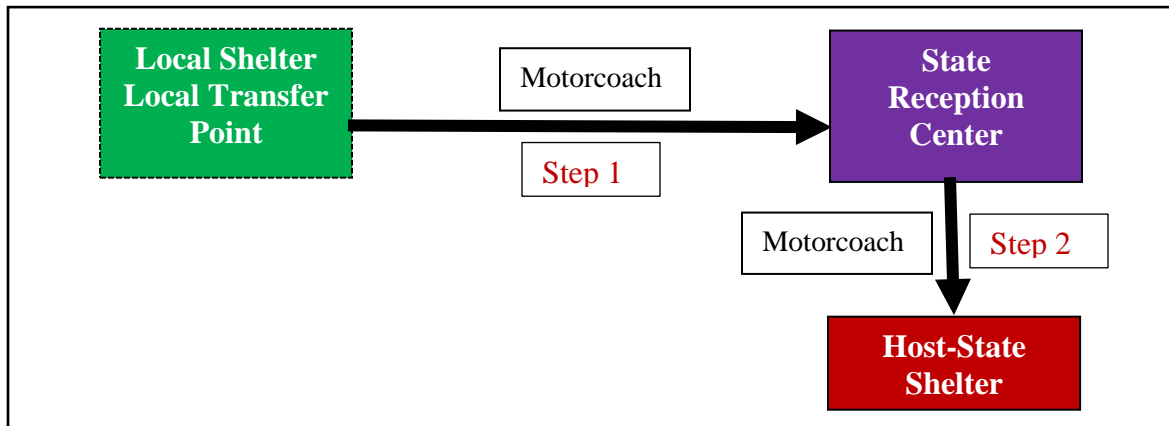 Local Shelter
Local Transfer
Point
Motorcoach
Step 1
State
Reception
Center
Motorcoach
Step 2
Host-State
Shelter